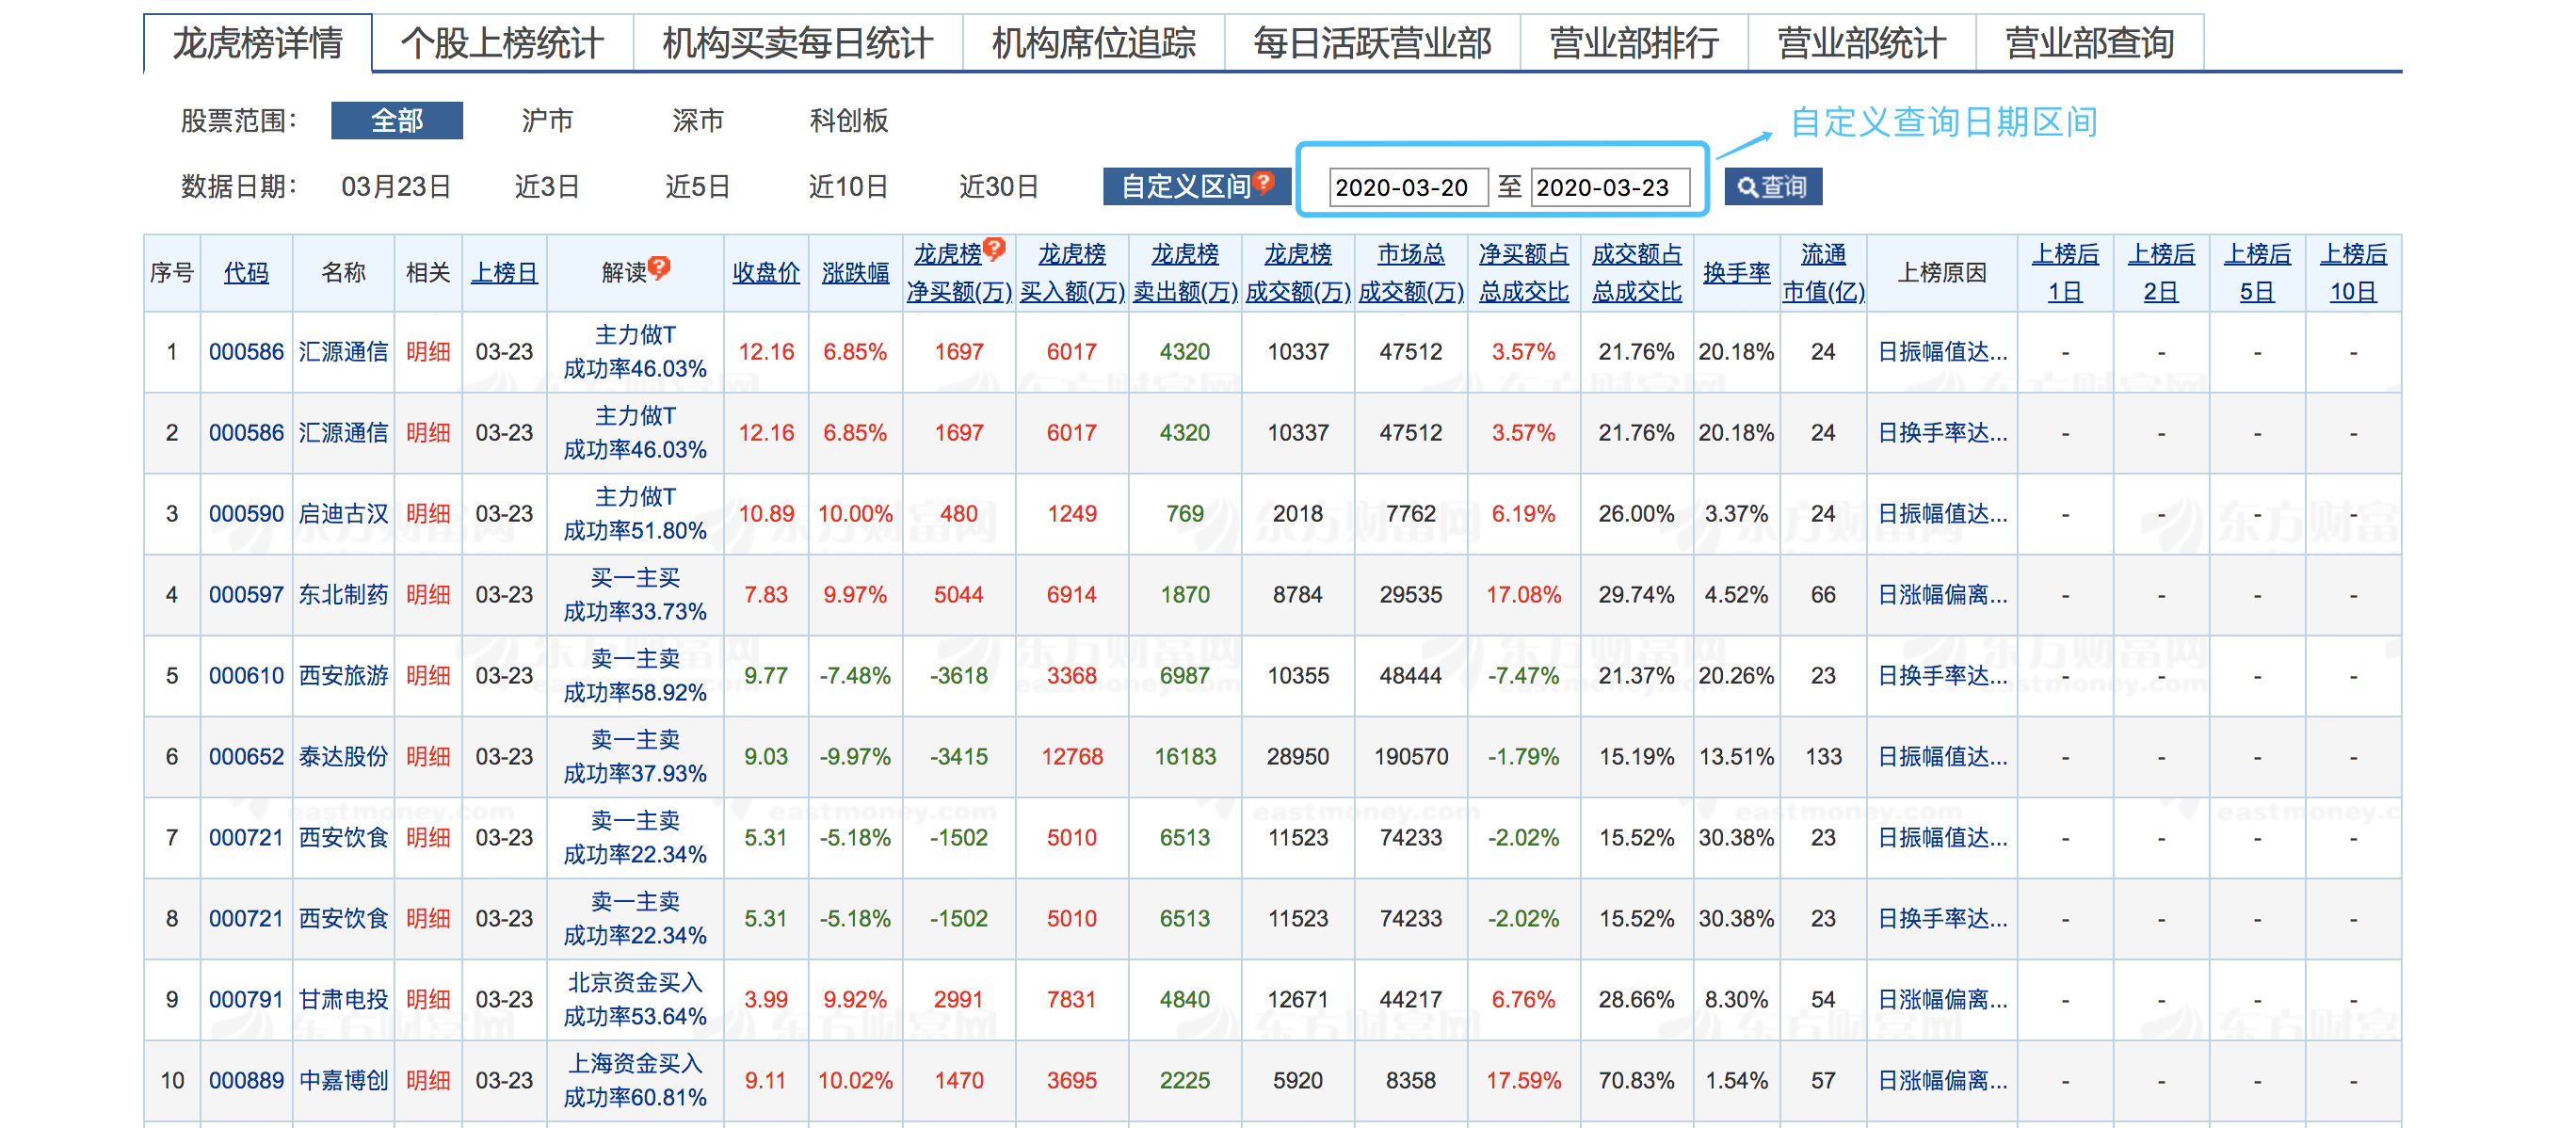 龙虎榜详情 个股上榜统计 机构买卖每日统计 机构席位追踪 每日活跃营业部 营业部排行 营业部统计 营业部查询
股票范围： 全部 沪市 深市 科创板
自定义查询日期区间
数据日期： 03月23日 近3日 近5日 近10日 近30日 自定义区间? 2020-03-20 至 2020-03-23 查询
序号 代码 名称 相关 上榜日 解读? 收盘价 涨跌幅 龙虎榜?净买额(万) 龙虎榜买入额(万) 龙虎榜卖出额(万) 龙虎榜成交额(万) 市场总成交额(万) 净买额占总成交比 成交额占总成交比 换手率 流通市值(亿) 上榜原因 上榜后1日 上榜后2日 上榜后5日 上榜后10日
1 000586 汇源通信 明细 03-23 主力做T 成功率46.03% 12.16 6.85% 1697 6017 4320 10337 47512 3.57% 21.76% 20.18% 24 日振幅值达... - - - -
2 000586 汇源通信 明细 03-23 主力做T 成功率46.03% 12.16 6.85% 1697 6017 4320 10337 47512 3.57% 21.76% 20.18% 24 日换手率达... - - - -
3 000590 启迪古汉 明细 03-23 主力做T 成功率51.80% 10.89 10.00% 480 1249 769 2018 7762 6.19% 26.00% 3.37% 24 日振幅值达... - - - -
4 000597 东北制药 明细 03-23 买一主买 成功率33.73% 7.83 9.97% 5044 6914 1870 8784 29535 17.08% 29.74% 4.52% 66 日涨幅偏离... - - - -
5 000610 西安旅游 明细 03-23 卖一主卖 成功率58.92% 9.77 -7.48% -3618 3368 6987 10355 48444 -7.47% 21.37% 20.26% 23 日换手率达... - - - -
6 000652 泰达股份 明细 03-23 卖一主卖 成功率37.93% 9.03 -9.97% -3415 12768 16183 28950 190570 -1.79% 15.19% 13.51% 133 日振幅值达... - - - -
7 000721 西安饮食 明细 03-23 卖一主卖 成功率22.34% 5.31 -5.18% -1502 5010 6513 11523 74233 -2.02% 15.52% 30.38% 23 日振幅值达... - - - -
8 000721 西安饮食 明细 03-23 卖一主卖 成功率22.34% 5.31 -5.18% -1502 5010 6513 11523 74233 -2.02% 15.52% 30.38% 23 日换手率达... - - - -
9 000791 甘肃电投 明细 03-23 北京资金买入 成功率53.64% 3.99 9.92% 2991 7831 4840 12671 44217 6.76% 28.66% 8.30% 54 日涨幅偏离... - - - -
10 000889 中嘉博创 明细 03-23 上海资金买入 成功率60.81% 9.11 10.02% 1470 3695 2225 5920 8358 17.59% 70.83% 1.54% 57 日涨幅偏离... - - - -